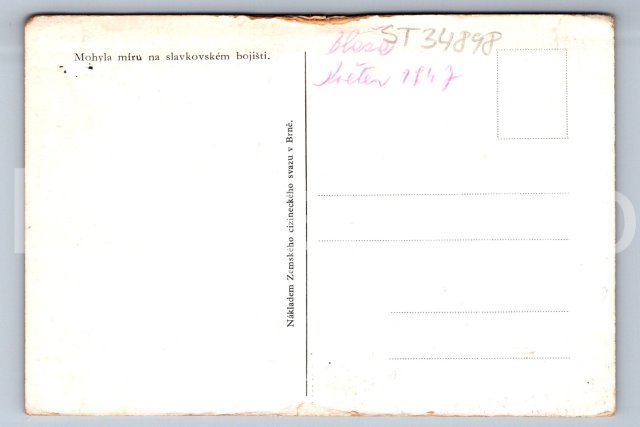 Mohyla míru na slavkovském bojišti.
ST34898
Květen 1947
Nákladem Zemského cizineckého svazu v Brně.